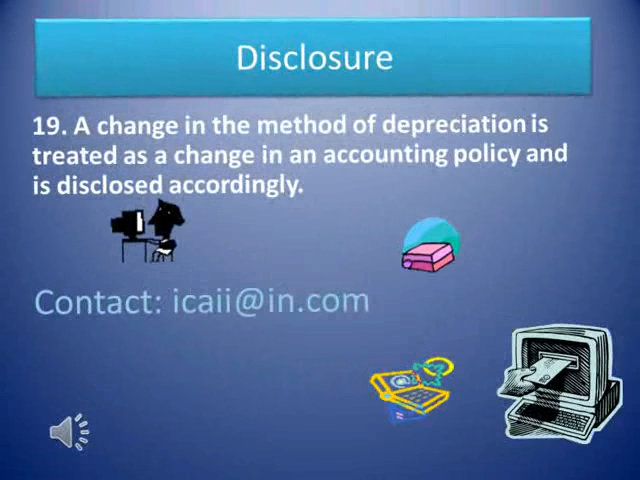 Disclosure
19. A change in the method of depreciation is
treated as a change in an accounting policy and
is disclosed accordingly.
Contact: icaii@in.com